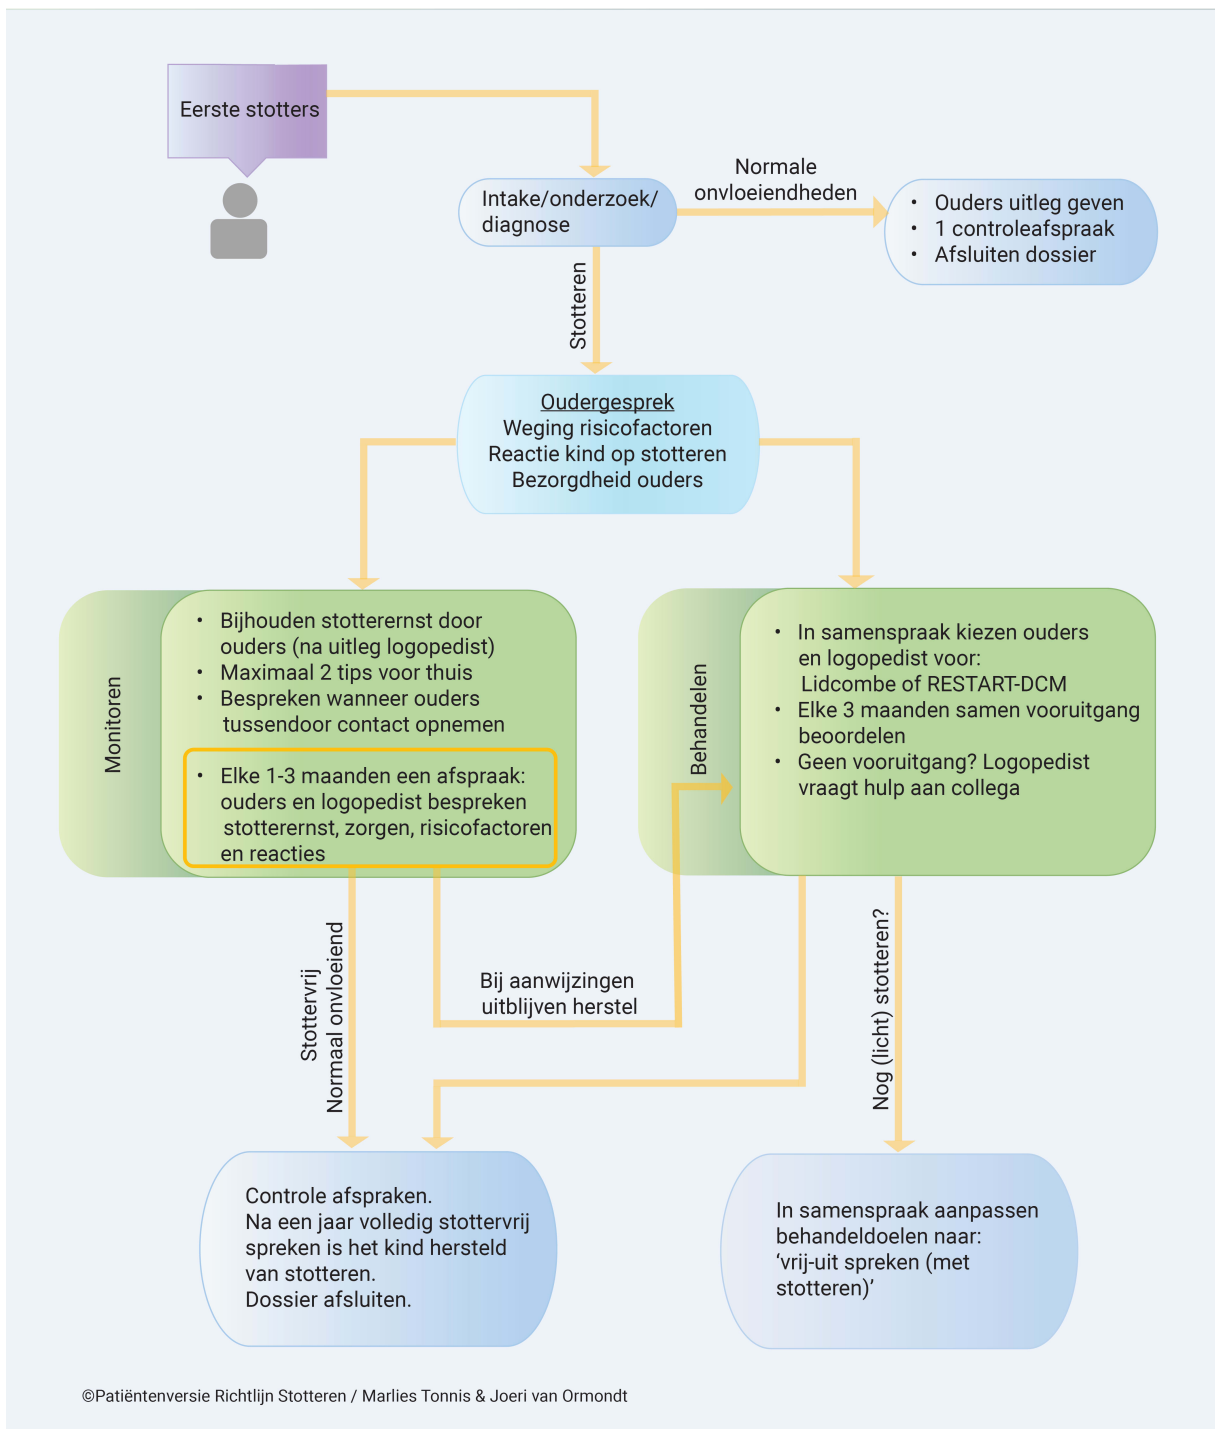 Eerste stotters
Intake/onderzoek/
diagnose
Normale
onvloeiendheden
• Ouders uitleg geven
• 1 controleafspraak
• Afsluiten dossier
Stotteren
Oudergesprek
Weging risicofactoren
Reactie kind op stotteren
Bezorgdheid ouders
Monitoren
• Bijhouden stotterernst door
ouders (na uitleg logopedist)
• Maximaal 2 tips voor thuis
• Bespreken wanneer ouders
tussendoor contact opnemen
• Elke 1-3 maanden een afspraak:
ouders en logopedist bespreken
stotterernst, zorgen, risicofactoren
en reacties
Behandelen
• In samenspraak kiezen ouders
en logopedist voor:
Lidcombe of RESTART-DCM
• Elke 3 maanden samen vooruitgang
beoordelen
• Geen vooruitgang? Logopedist
vraagt hulp aan collega
Stottervrij
Normaal onvloeiend
Bij aanwijzingen
uitblijven herstel
Nog (licht) stotteren?
Controle afspraken.
Na een jaar volledig stottervrij
spreken is het kind hersteld
van stotteren.
Dossier afsluiten.
In samenspraak aanpassen
behandeldoelen naar:
‘vrij-uit spreken (met
stotteren)’
©Patiëntenversie Richtlijn Stotteren / Marlies Tonnis & Joeri van Ormondt